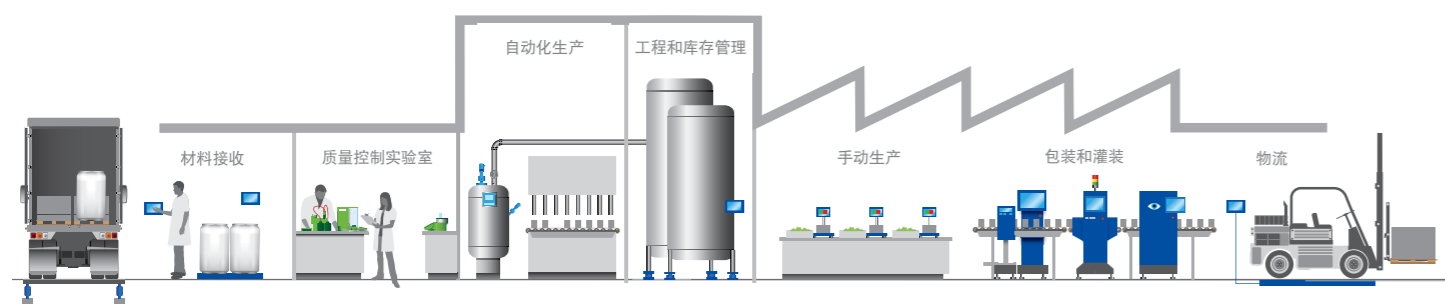 自动化生产
工程和库存管理
材料接收
质量控制实验室
手动生产
包装和灌装
物流